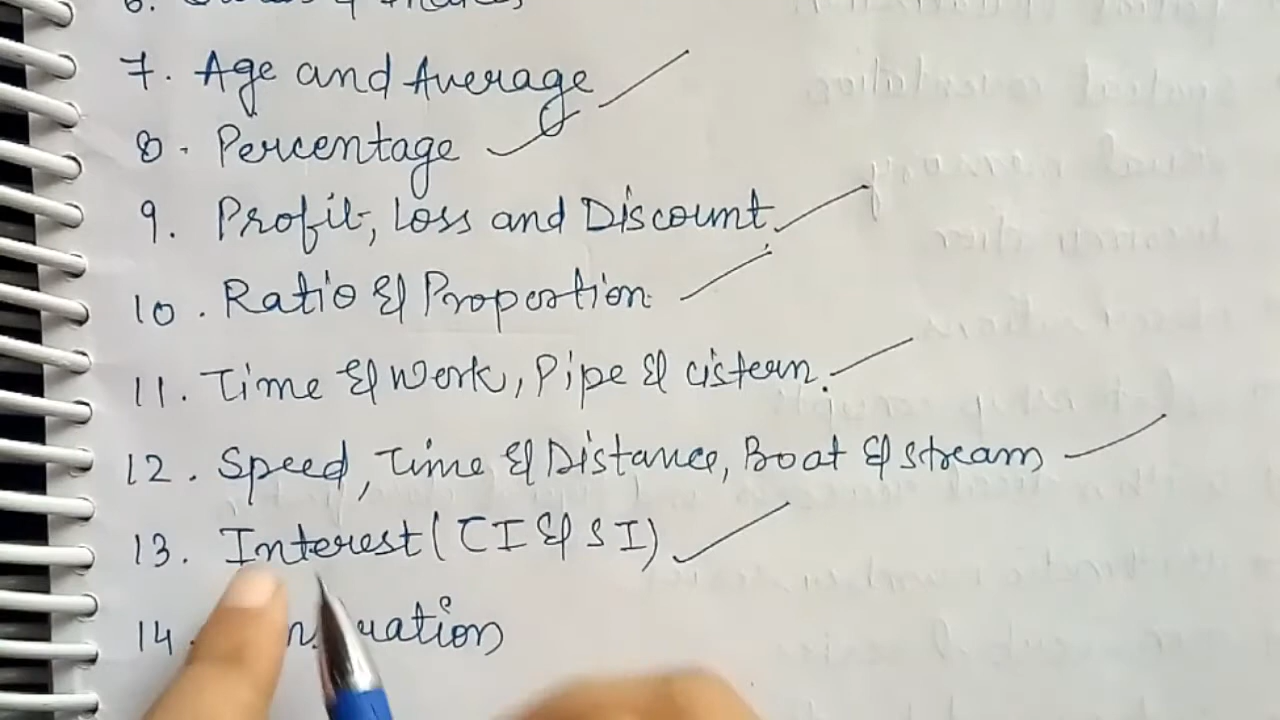 6.
7. Age and Average
8. Percentage
9. Profit, Loss and Discount
10. Ratio & Proportion
11. Time & Work, Pipe & cistern.
12. Speed, Time & Distance, Boat & stream
13. Interest (CI & SI)
14.